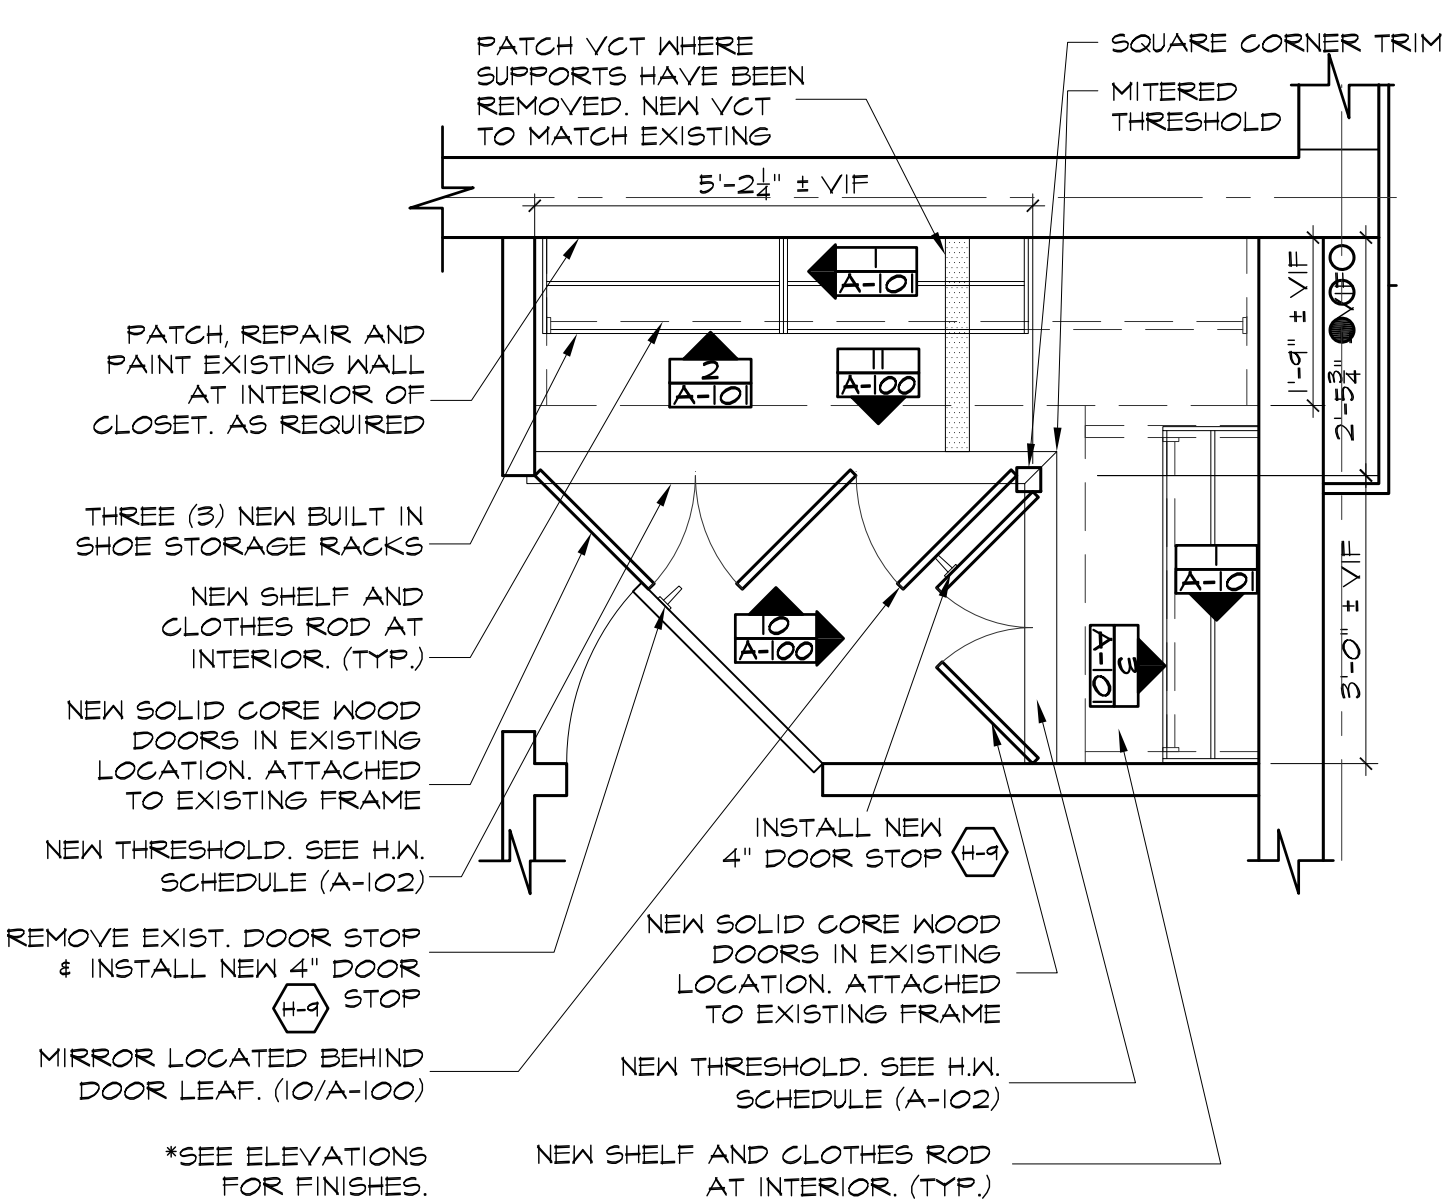 PATCH VCT WHERE
SUPPORTS HAVE BEEN
REMOVED. NEW VCT
TO MATCH EXISTING
SQUARE CORNER TRIM
MITERED
THRESHOLD
5'-2 1/4" ± VIF
1
A-101
2
A-101
11
A-100
1'-9" ± VIF
2'-5 3/4" ± VIF
PATCH, REPAIR AND
PAINT EXISTING WALL
AT INTERIOR OF
CLOSET. AS REQUIRED
THREE (3) NEW BUILT IN
SHOE STORAGE RACKS
NEW SHELF AND
CLOTHES ROD AT
INTERIOR. (TYP.)
NEW SOLID CORE WOOD
DOORS IN EXISTING
LOCATION. ATTACHED
TO EXISTING FRAME
NEW THRESHOLD. SEE H.W.
SCHEDULE (A-102)
REMOVE EXIST. DOOR STOP
& INSTALL NEW 4" DOOR
STOP
H-9
MIRROR LOCATED BEHIND
DOOR LEAF. (10/A-100)
*SEE ELEVATIONS
FOR FINISHES.
10
A-100
1
A-101
3
A-101
3'-0" ± VIF
INSTALL NEW
4" DOOR STOP
H-9
NEW SOLID CORE WOOD
DOORS IN EXISTING
LOCATION. ATTACHED
TO EXISTING FRAME
NEW THRESHOLD. SEE H.W.
SCHEDULE (A-102)
NEW SHELF AND CLOTHES ROD
AT INTERIOR. (TYP.)